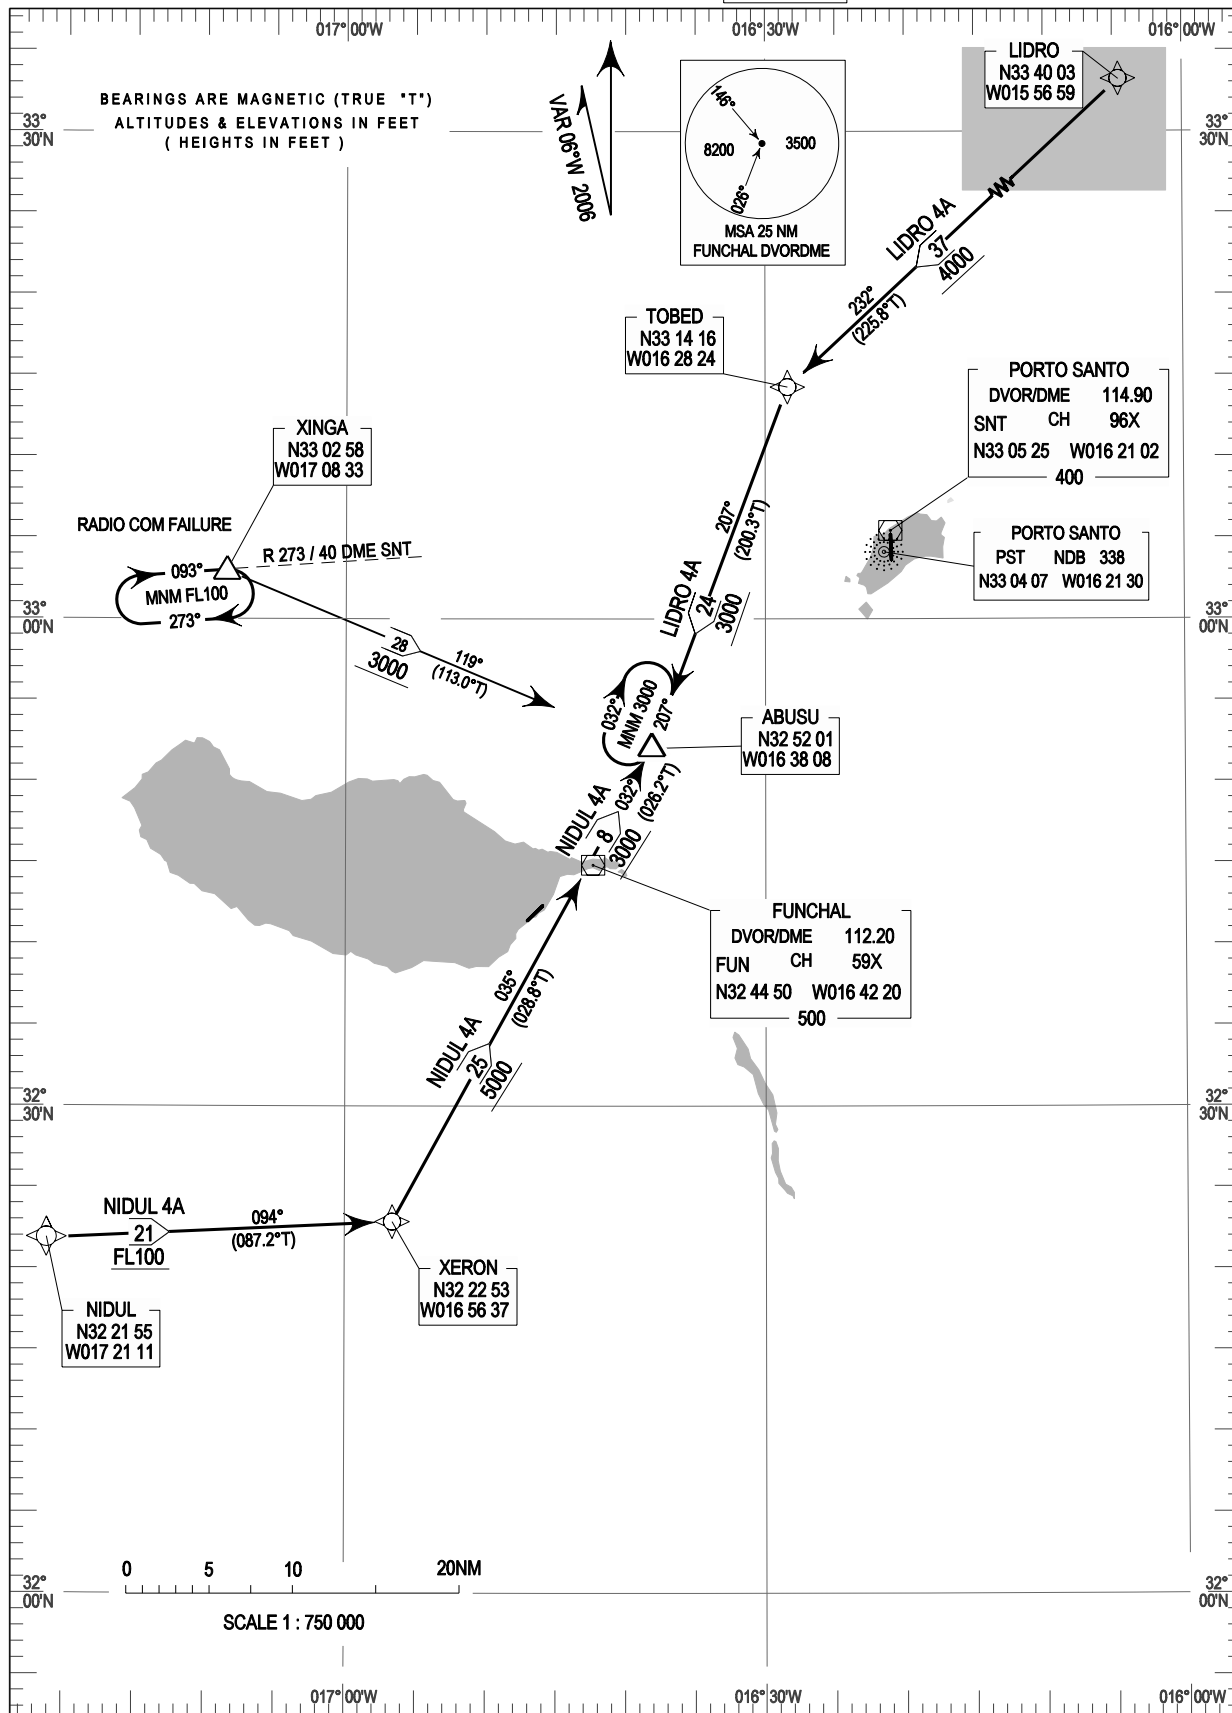 017° 00'W
016° 30'W
016° 00'W
LIDRO
N33 40 03
W015 56 59
BEARINGS ARE MAGNETIC (TRUE "T")
ALTITUDES & ELEVATIONS IN FEET
( HEIGHTS IN FEET )
33°
30'N
33°
30'N
VAR 06°W 2006
146°
8200
3500
026°
MSA 25 NM
FUNCHAL DVORDME
LIDRO 4A
37
4000
232°
(225.8°T)
TOBED
N33 14 16
W016 28 24
PORTO SANTO
DVOR/DME 114.90
SNT CH 96X
N33 05 25 W016 21 02
400
XINGA
N33 02 58
W017 08 33
RADIO COM FAILURE
R 273 / 40 DME SNT
093°
MNM FL100
273°
207°
(200.3°T)
PORTO SANTO
PST NDB 338
N33 04 07 W016 21 30
LIDRO 4A
24
3000
33°
00'N
33°
00'N
28
3000
119°
(113.0°T)
032°
MNM 3000
207°
ABUSU
N32 52 01
W016 38 08
NIDUL 4A
032°
(026.2°T)
8
3000
FUNCHAL
DVOR/DME 112.20
FUN CH 59X
N32 44 50 W016 42 20
500
035°
(028.8°T)
NIDUL 4A
25
5000
32°
30'N
32°
30'N
NIDUL 4A
21
FL100
094°
(087.2°T)
XERON
N32 22 53
W016 56 37
NIDUL
N32 21 55
W017 21 11
0 5 10 20NM
SCALE 1 : 750 000
32°
00'N
32°
00'N
017° 00'W
016° 30'W
016° 00'W